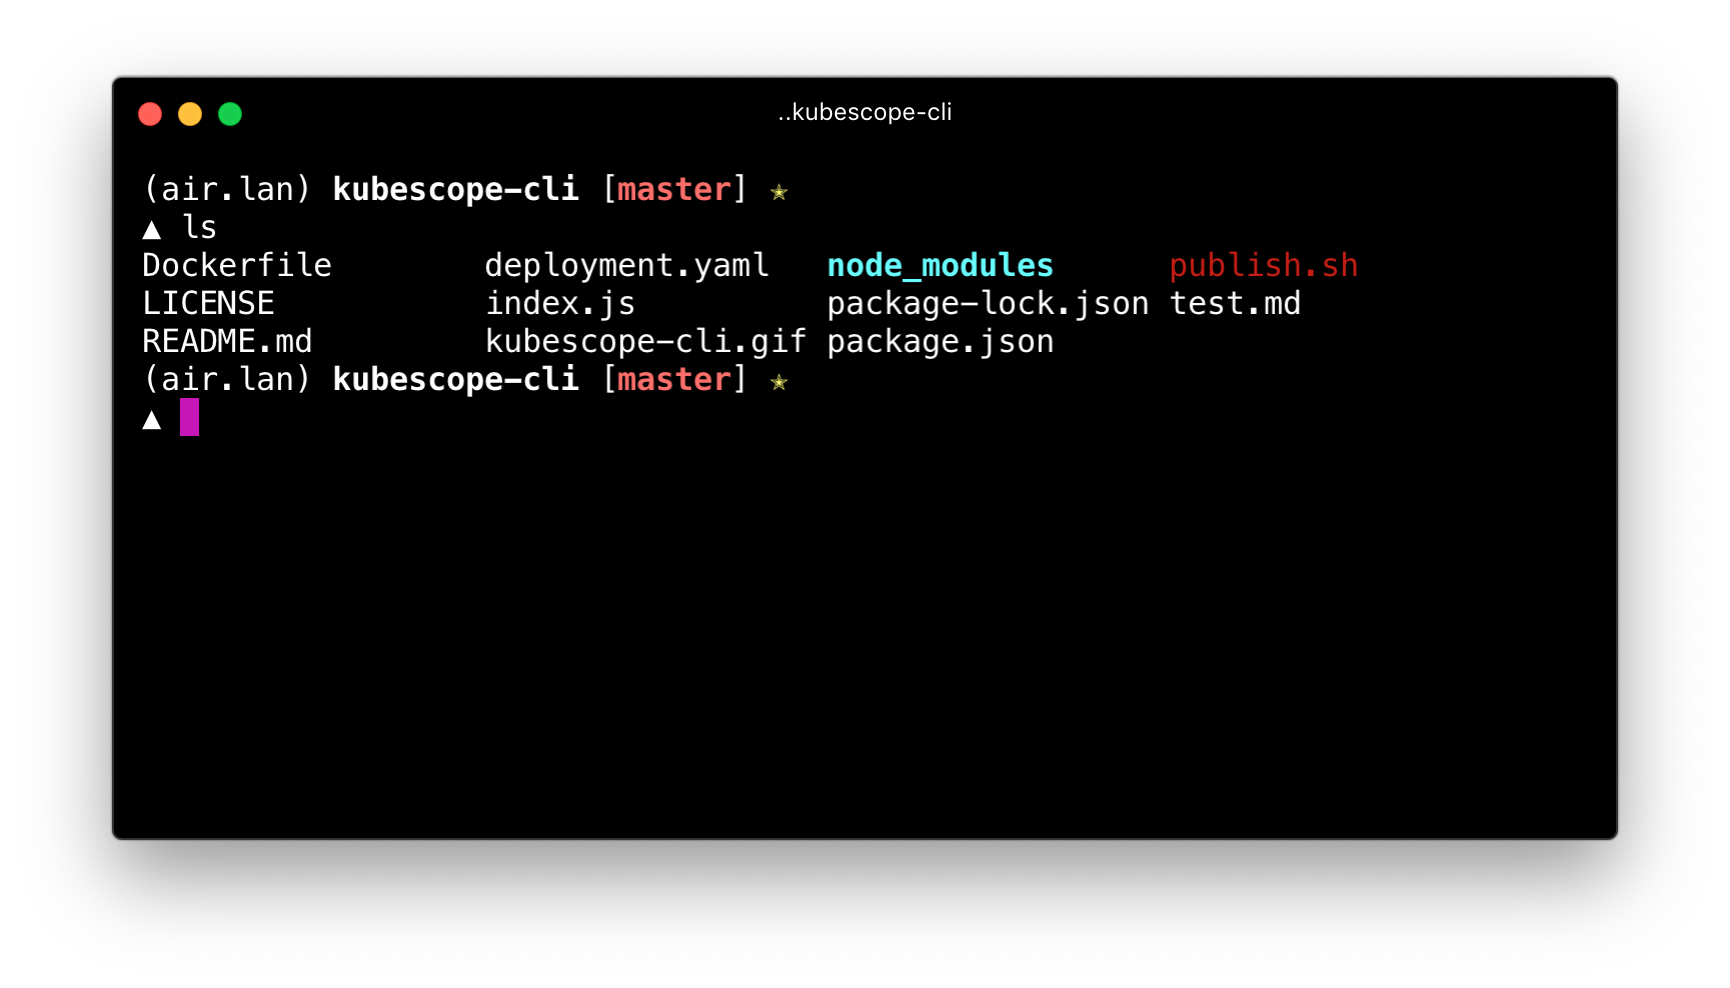 ..kubescope-cli
(air.lan) kubescope-cli [master] ✭
▲ ls
Dockerfile        deployment.yaml   node_modules      publish.sh
LICENSE           index.js          package-lock.json test.md
README.md         kubescope-cli.gif package.json
(air.lan) kubescope-cli [master] ✭
▲